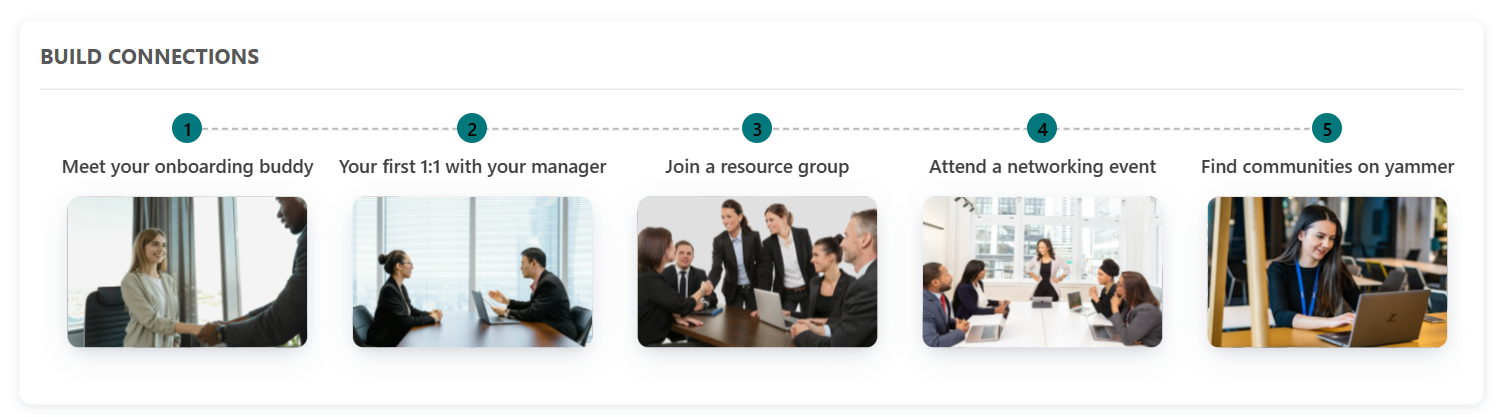 BUILD CONNECTIONS
1
2
3
4
5
Meet your onboarding buddy
Your first 1:1 with your manager
Join a resource group
Attend a networking event
Find communities on yammer